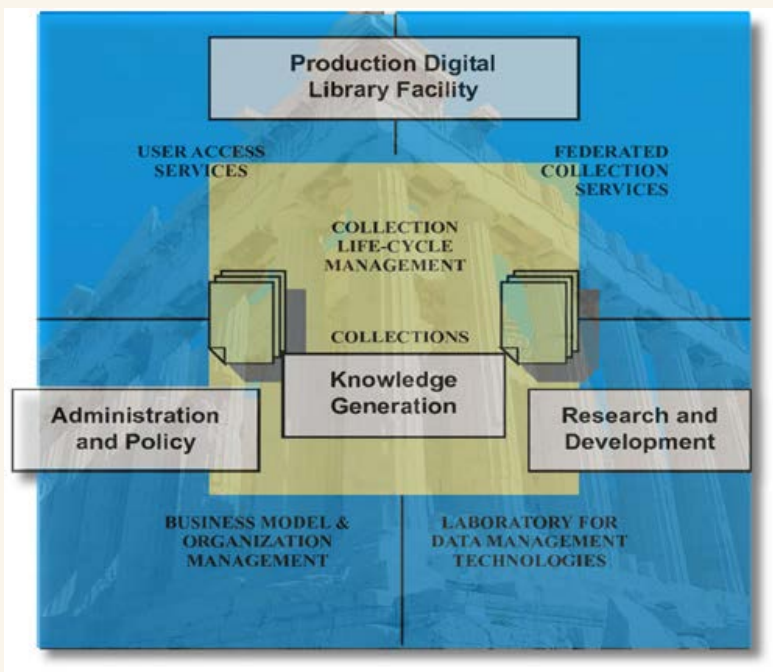 Production Digital
Library Facility
USER ACCESS
SERVICES
FEDERATED
COLLECTION
SERVICES
COLLECTION
LIFE-CYCLE
MANAGEMENT
COLLECTIONS
Knowledge
Generation
Administration
and Policy
Research and
Development
BUSINESS MODEL &
ORGANIZATION
MANAGEMENT
LABORATORY FOR
DATA MANAGEMENT
TECHNOLOGIES